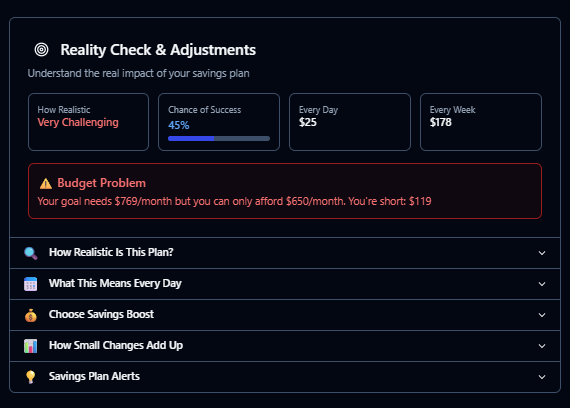 Reality Check & Adjustments
Understand the real impact of your savings plan
How Realistic
Very Challenging
Chance of Success
45%
Every Day
$25
Every Week
$178
Budget Problem
Your goal needs $769/month but you can only afford $650/month. You're short: $119
How Realistic Is This Plan?
What This Means Every Day
Choose Savings Boost
How Small Changes Add Up
Savings Plan Alerts